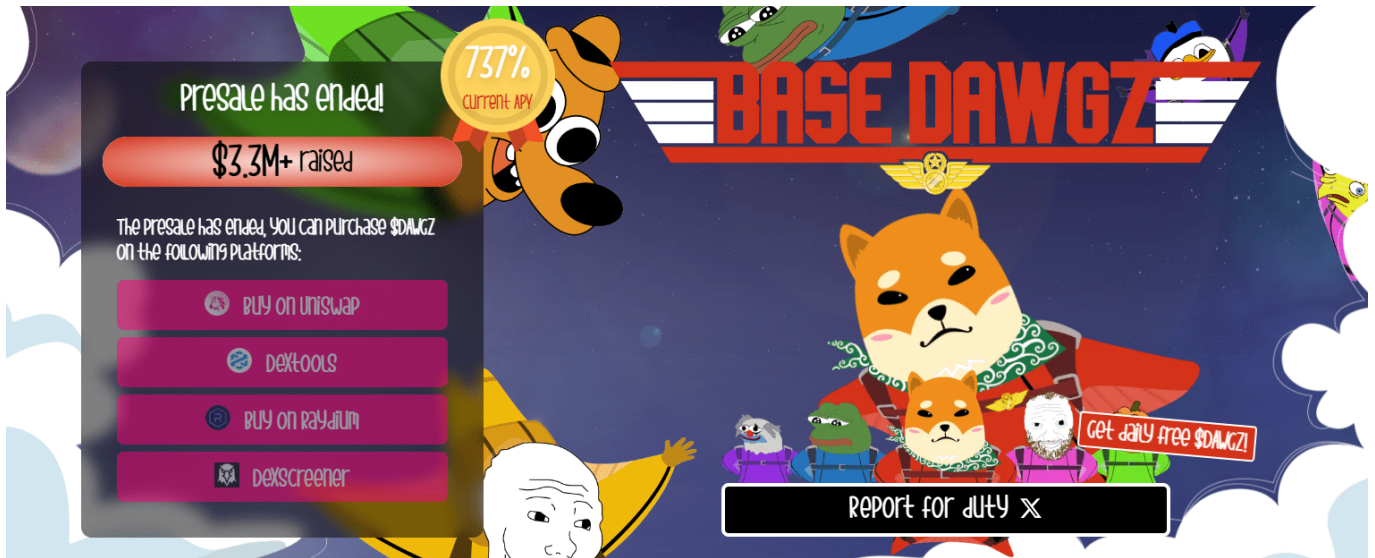 Presale has ended!
$3.3M+ raised
The presale has ended, you can purchase $DAWGZ
on the following platforms:
Buy on Uniswap
Dextools
Buy on Raydium
Dexscreener
737%
Current APY
BASE DAWGZ
Get daily free $DAWGZ!
Report for duty X